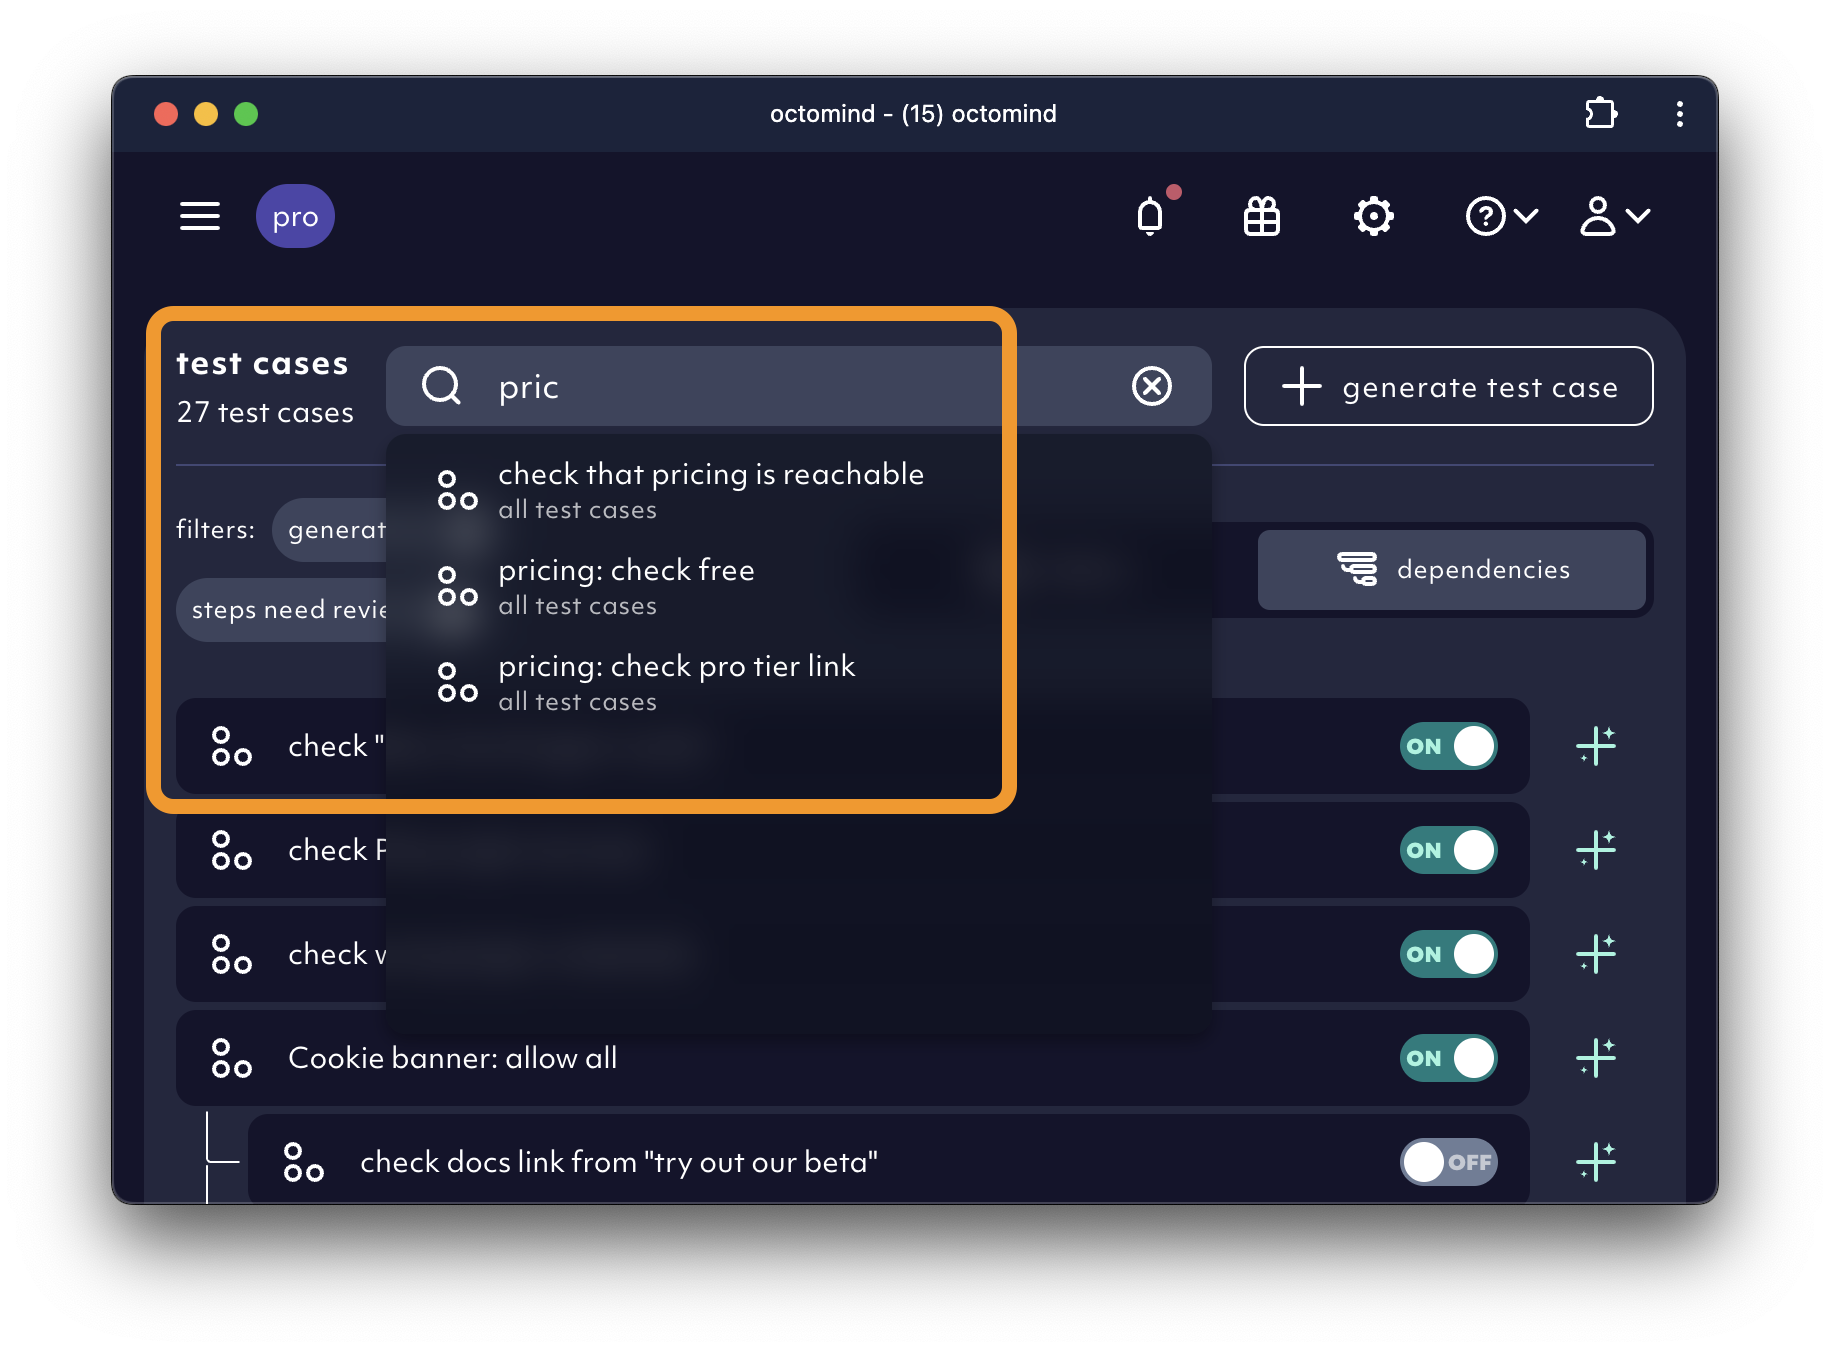 octomind - (15) octomind
pro
test cases
27 test cases
pric
generate test case
check that pricing is reachable
all test cases
filters:
pricing: check free
all test cases
dependencies
steps need
pricing: check pro tier link
all test cases
check "
ON
check
ON
check
ON
Cookie banner: allow all
ON
check docs link from "try out our beta"
OFF